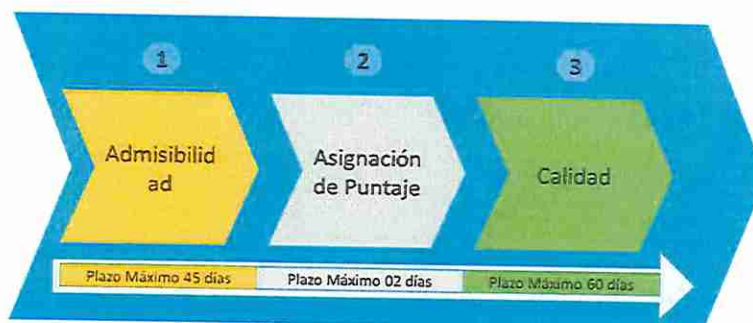 1
2
3
Admisibilid
ad
Asignación
de Puntaje
Calidad
Plazo Máximo 45 días
Plazo Máximo 02 días
Plazo Máximo 60 días